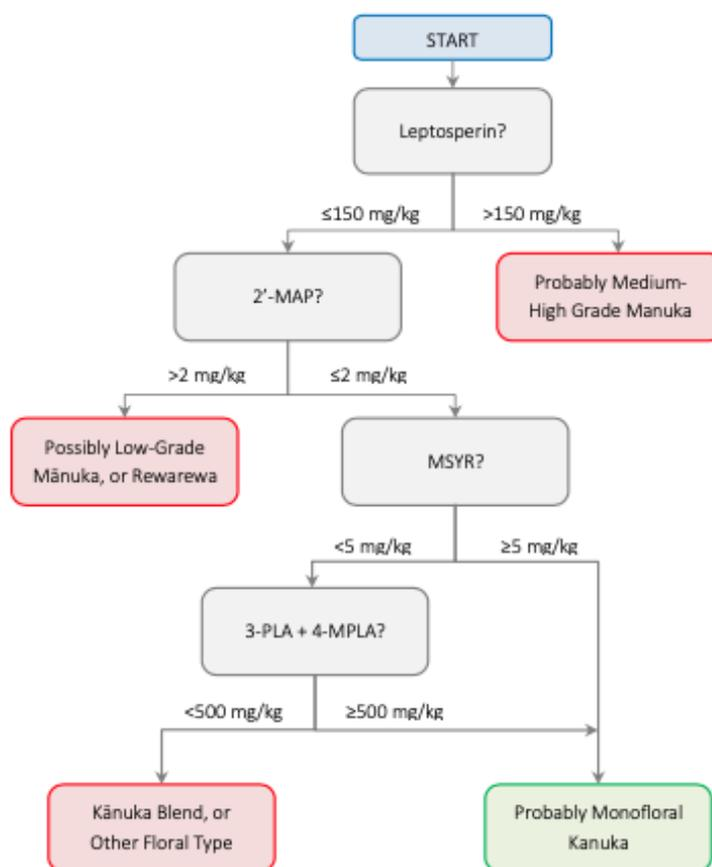 START
Leptosperin?
≤150 mg/kg
>150 mg/kg
2’-MAP?
Probably Medium-
High Grade Manuka
>2 mg/kg
≤2 mg/kg
Possibly Low-Grade
Mānuka, or Rewarewa
MSYR?
<5 mg/kg
≥5 mg/kg
3-PLA + 4-MPLA?
<500 mg/kg
≥500 mg/kg
Kānuka Blend, or
Other Floral Type
Probably Monofloral
Kanuka